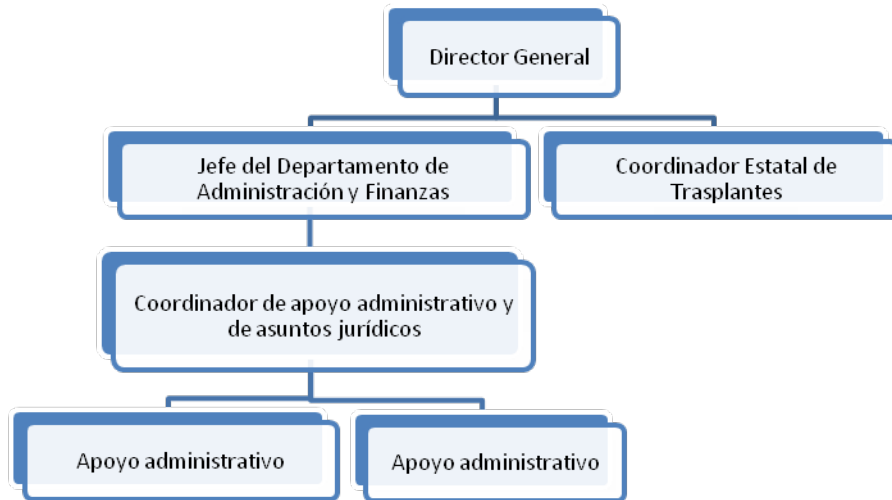 Director General
Jefe del Departamento de
Administración y Finanzas
Coordinador Estatal de
Trasplantes
Coordinador de apoyo administrativo y
de asuntos jurídicos
Apoyo administrativo
Apoyo administrativo